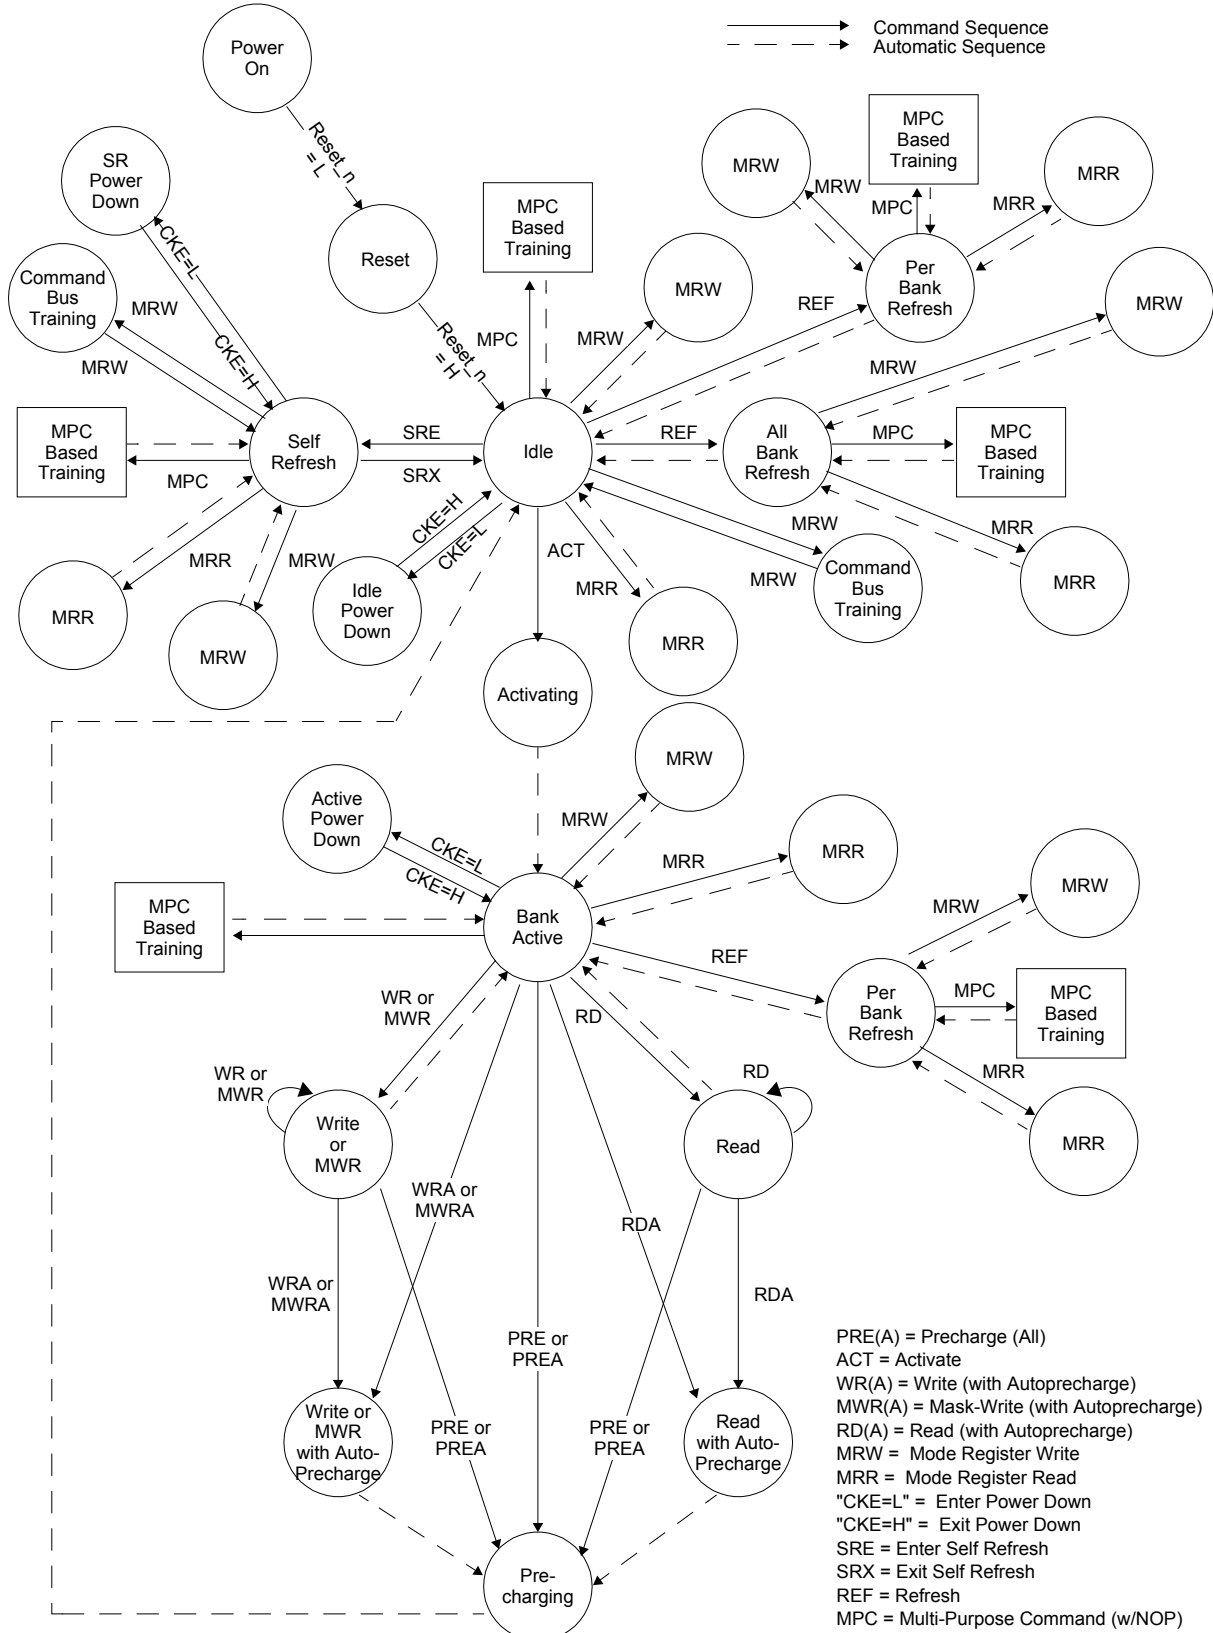 Command Sequence
Automatic Sequence
Power
On
Reset_n
= L
SR
Power
Down
CKE=L
CKE=H
Command
Bus
Training
MRW
MRW
MPC
Based
Training
MPC
Self
Refresh
MRR
MRR
MRW
MRW
Reset
Reset_n
= H
MPC
Based
Training
MPC
MRW
MRW
SRE
SRX
Idle
CKE=H
CKE=L
Idle
Power
Down
ACT
MRR
MRR
MRW
MRW
Command
Bus
Training
REF
REF
MRW
MRW
MPC
Based
Training
MPC
MRR
MRR
Per
Bank
Refresh
All
Bank
Refresh
MRW
MRW
MPC
MPC
Based
Training
MRR
MRR
Activating
Active
Power
Down
CKE=L
CKE=H
MPC
Based
Training
Bank
Active
MRW
MRW
MRR
MRR
REF
Per
Bank
Refresh
MRW
MRW
MPC
MPC
Based
Training
MRR
MRR
WR or
MWR
WR or
MWR
Write
or
MWR
RD
RD
Read
WRA or
MWRA
WRA or
MWRA
RDA
RDA
PRE or
PREA
PRE or
PREA
PRE or
PREA
Write or
MWR
with Auto-
Precharge
Read
with Auto-
Precharge
Pre-
charging
PRE(A) = Precharge (All)
ACT = Activate
WR(A) = Write (with Autoprecharge)
MWR(A) = Mask-Write (with Autoprecharge)
RD(A) = Read (with Autoprecharge)
MRW = Mode Register Write
MRR = Mode Register Read
"CKE=L" = Enter Power Down
"CKE=H" = Exit Power Down
SRE = Enter Self Refresh
SRX = Exit Self Refresh
REF = Refresh
MPC = Multi-Purpose Command (w/NOP)